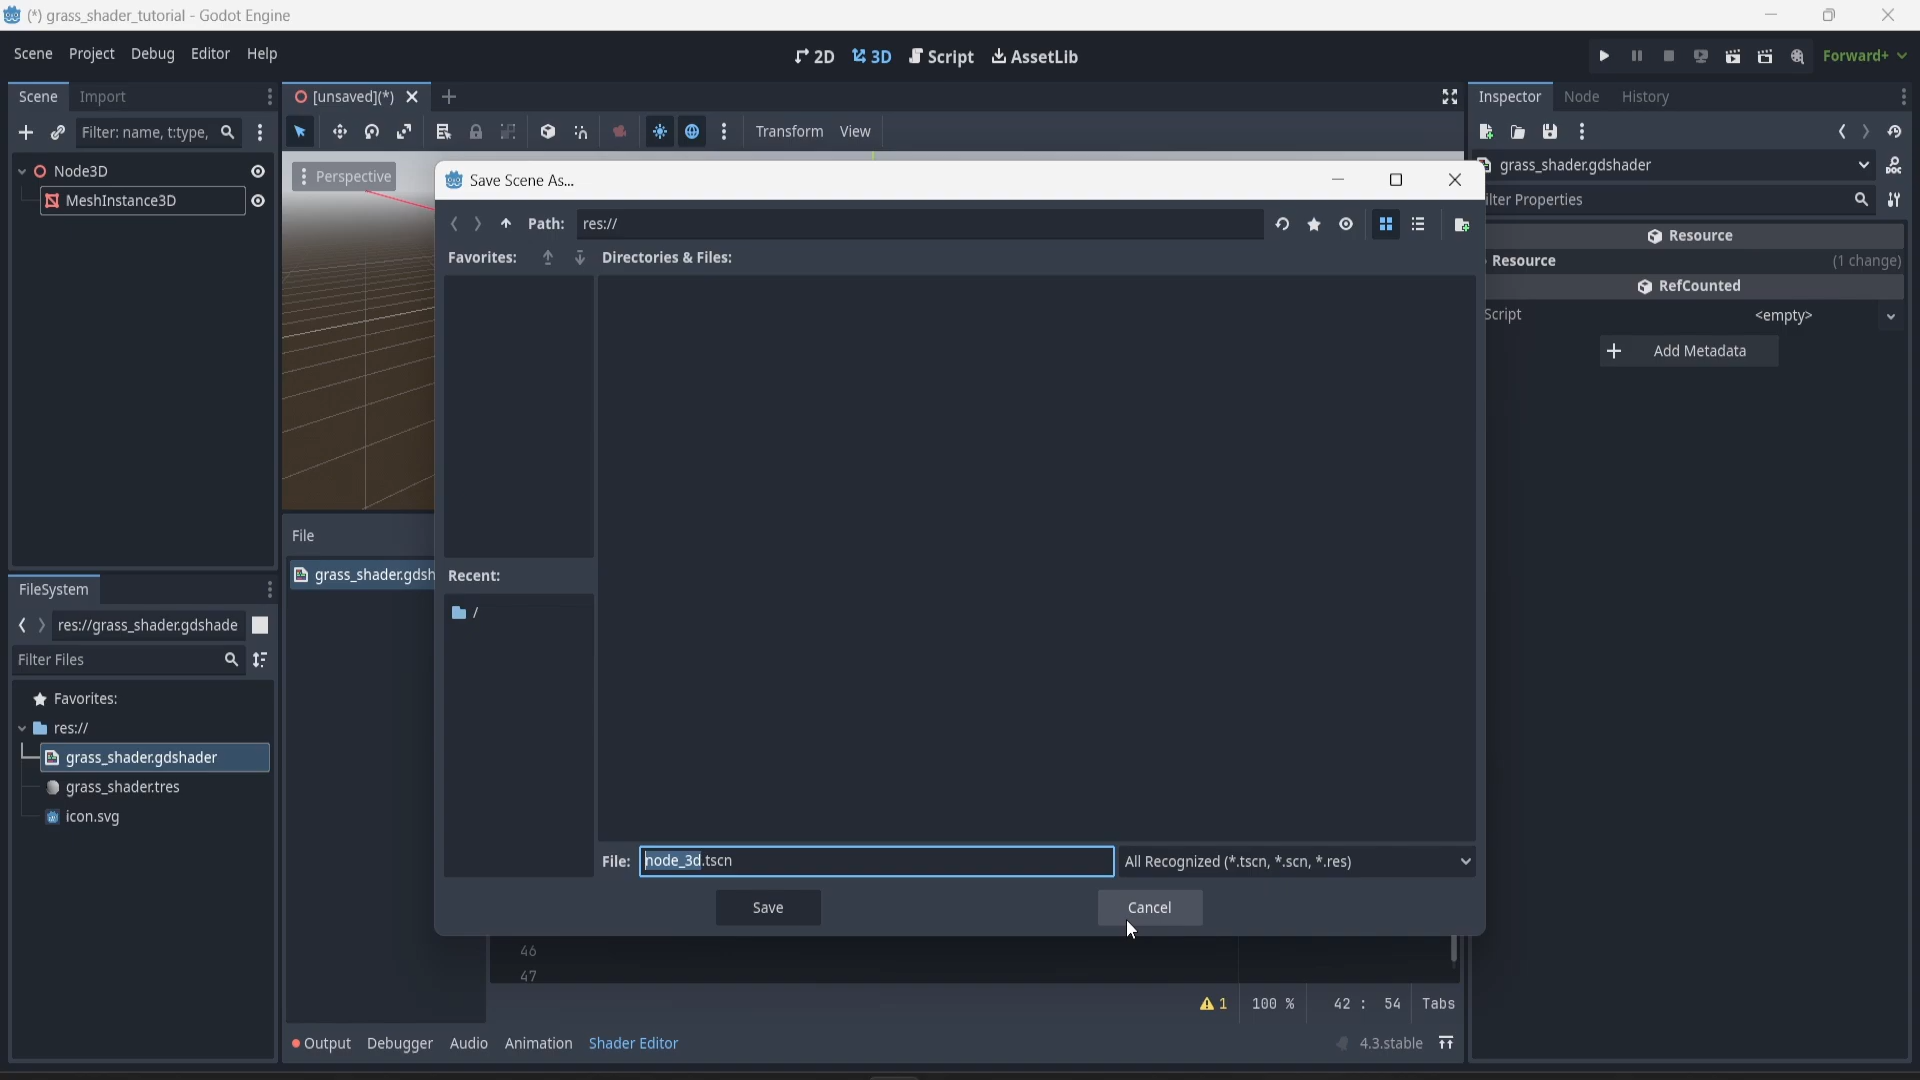 (*) grass_shader_tutorial - Godot Engine
Scene Project Debug Editor Help
2D 3D Script AssetLib
Forward+
Scene Import
[unsaved](*)
Inspector Node History
Filter: name, t:type,
Transform View
Node3D
MeshInstance3D
Perspective
Save Scene As...
Path: res://
Favorites:
Directories & Files:
Recent:
/
File: node_3d.tscn
All Recognized (*.tscn, *.scn, *.res)
Save
Cancel
grass_shader.gdshader
ilter Properties
Resource
Resource (1 change)
RefCounted
Script <empty>
Add Metadata
File
grass_shader.gdsh
FileSystem
res://grass_shader.gdshade
Filter Files
Favorites:
res://
grass_shader.gdshader
grass_shader.tres
icon.svg
46
47
1 100 % 42 : 54 Tabs
Output Debugger Audio Animation Shader Editor
4.3.stable